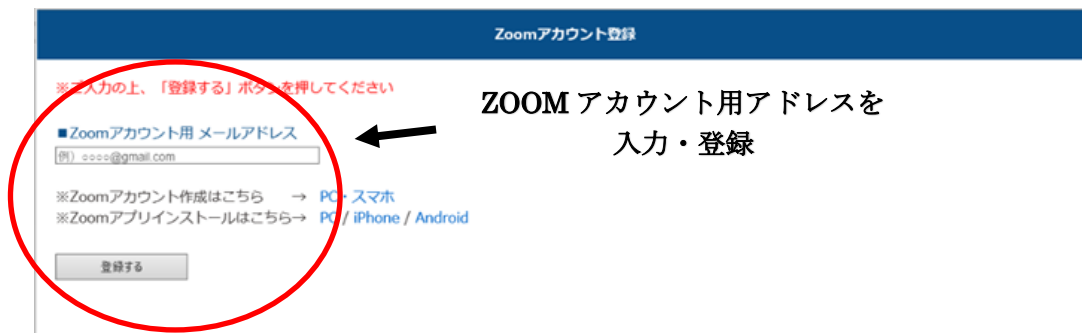 Zoomアカウント登録
※ご入力の上、「登録する」ボタンを押してください
ZOOM アカウント用アドレスを
入力・登録
■Zoomアカウント用 メールアドレス
例）○○○○@gmail.com
※Zoomアカウント作成はこちら　→ PC・スマホ
※Zoomアプリインストールはこちら→ PC / iPhone / Android
登録する